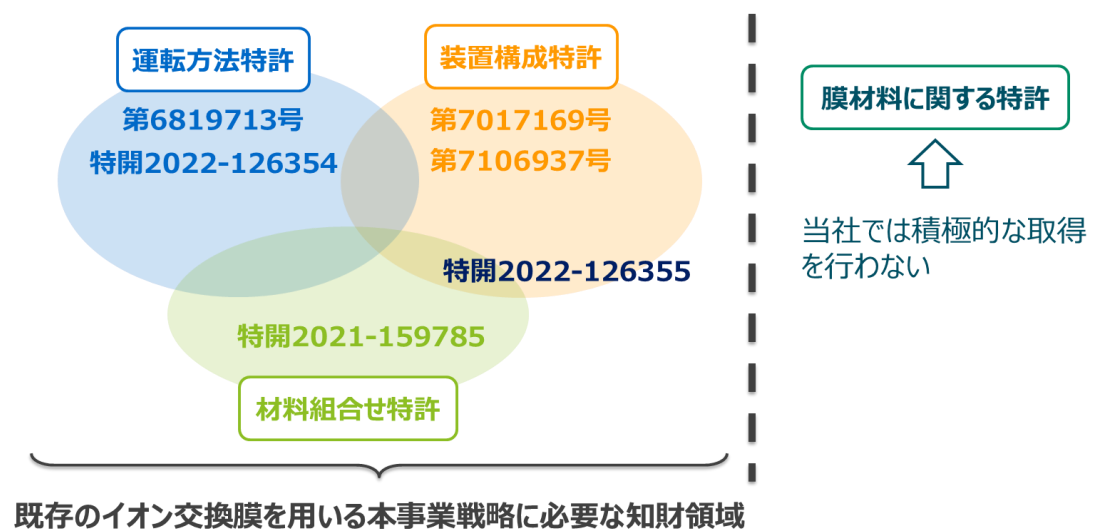 運転方法特許
第6819713号
特開2022-126354
装置構成特許
第7017169号
第7106937号
特開2022-126355
特開2021-159785
材料組合せ特許
既存のイオン交換膜を用いる本事業戦略に必要な知財領域
膜材料に関する特許
当社では積極的な取得
を行わない